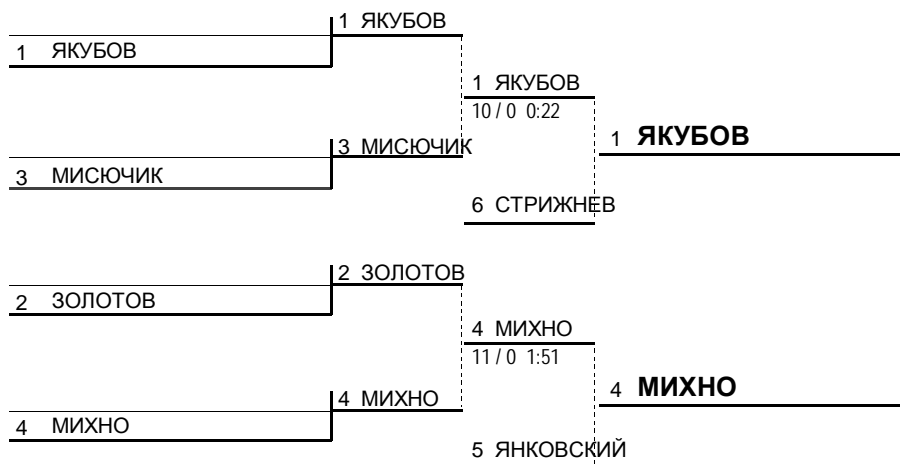 1 ЯКУБОВ
1 ЯКУБОВ
1 ЯКУБОВ
10 / 0 0:22
1 ЯКУБОВ
3 МИСЮЧИК
3 МИСЮЧИК
6 СТРИЖНЕВ
2 ЗОЛОТОВ
2 ЗОЛОТОВ
4 МИХНО
11 / 0 1:51
4 МИХНО
4 МИХНО
4 МИХНО
5 ЯНКОВСКИЙ